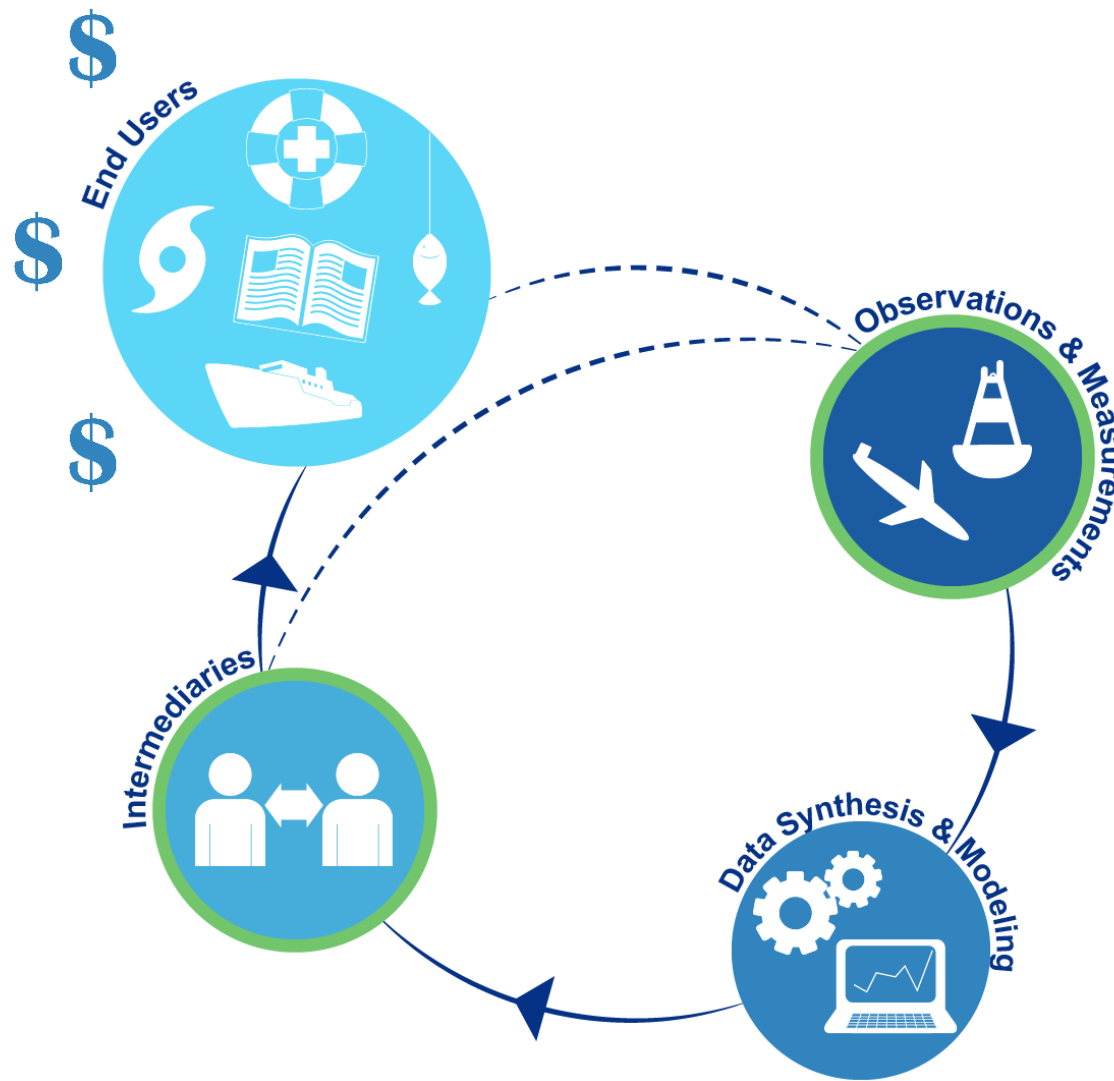 $
End Users
$
Observations & Measurements
$
Intermediaries
Data Synthesis & Modeling